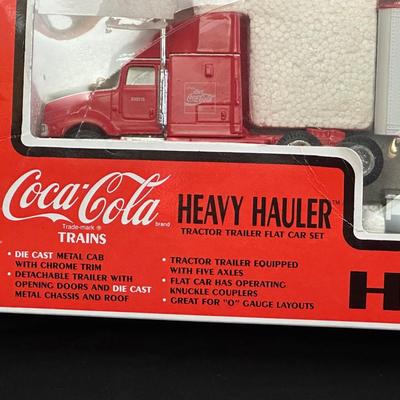 Coca-Cola
Trade-mark ® brand
TRAINS
HEAVY HAULER™
TRACTOR TRAILER FLAT CAR SET
• DIE CAST METAL CAB
WITH CHROME TRIM
• DETACHABLE TRAILER WITH
OPENING DOORS AND DIE CAST
METAL CHASSIS AND ROOF
• TRACTOR TRAILER EQUIPPED
WITH FIVE AXLES
• FLAT CAR HAS OPERATING
KNUCKLE COUPLERS
• GREAT FOR "O" GAUGE LAYOUTS
H